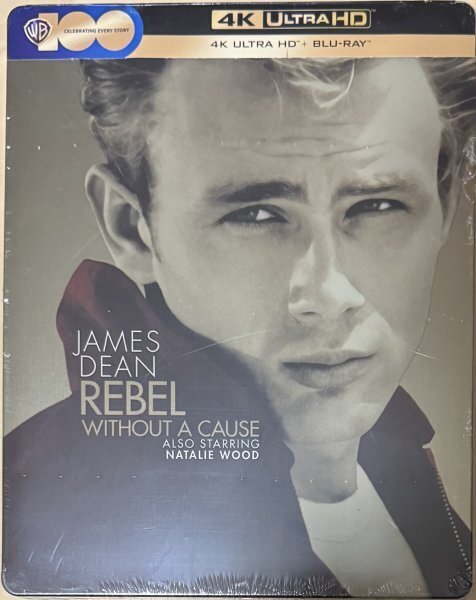 WB
100
CELEBRATING EVERY STORY
4K ULTRA HD
4K ULTRA HD + BLU-RAY
JAMES
DEAN
REBEL
WITHOUT A CAUSE
ALSO STARRING
NATALIE WOOD